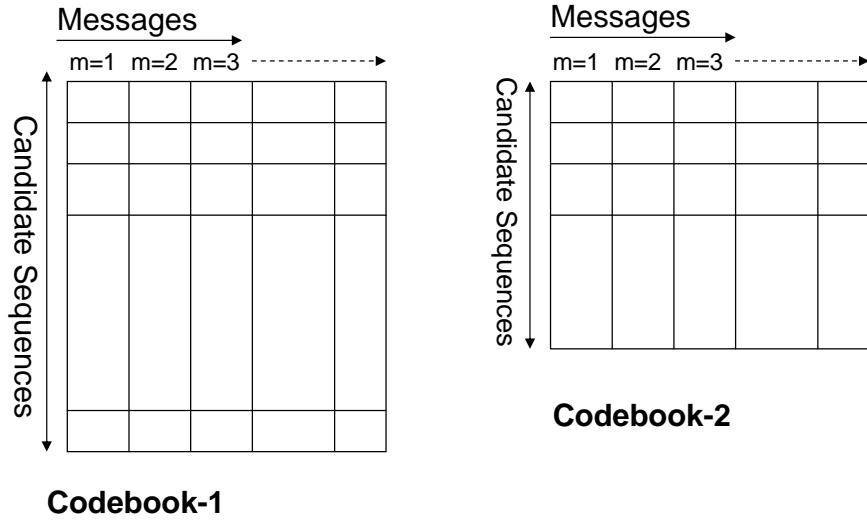 Messages
m=1 m=2 m=3
Candidate Sequences
Codebook-1
Messages
m=1 m=2 m=3
Candidate Sequences
Codebook-2